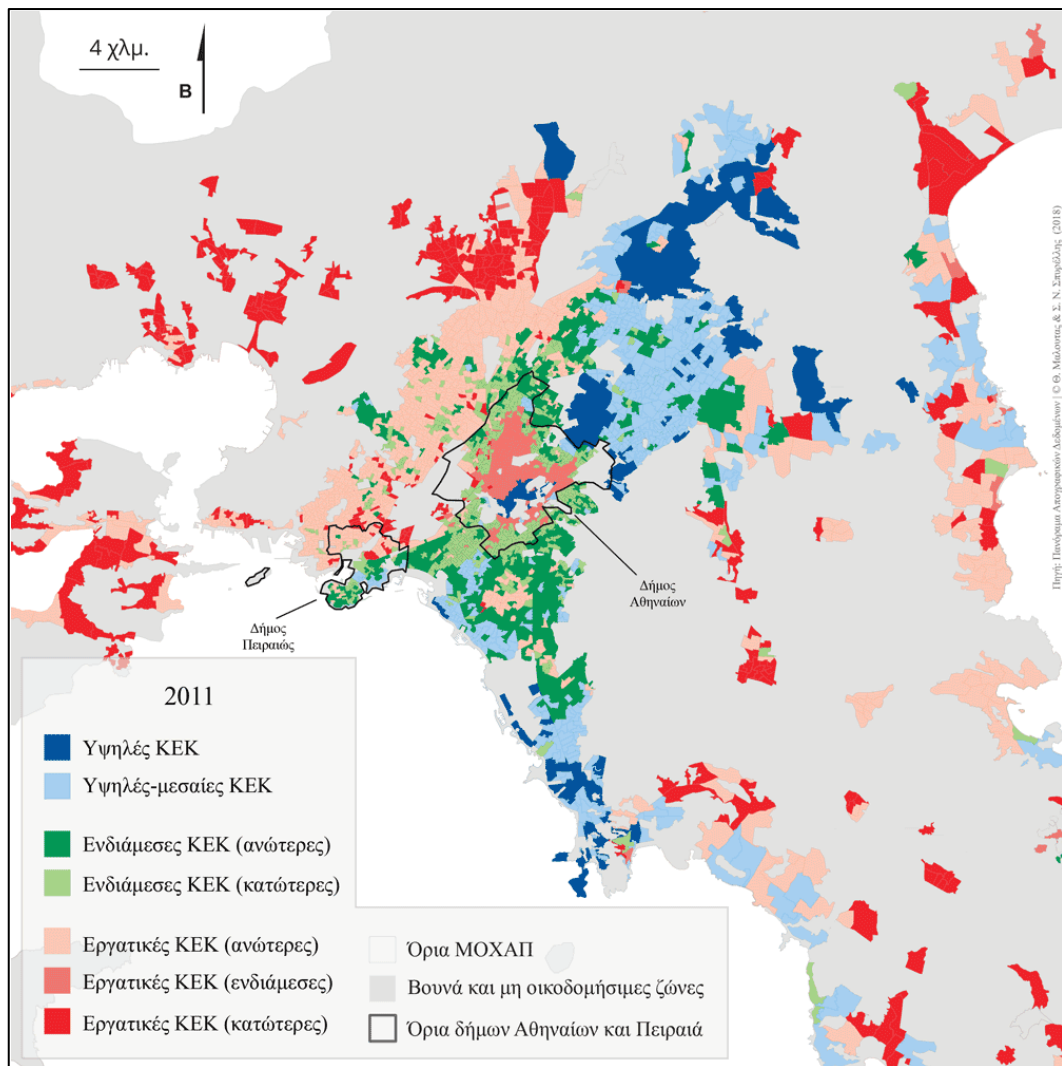 4 χλμ.
Β
Δήμος
Αθηναίων
Δήμος
Πειραιώς
2011
Υψηλές ΚΕΚ
Υψηλές-μεσαίες ΚΕΚ
Ενδιάμεσες ΚΕΚ (ανώτερες)
Ενδιάμεσες ΚΕΚ (κατώτερες)
Εργατικές ΚΕΚ (ανώτερες)
Εργατικές ΚΕΚ (ενδιάμεσες)
Εργατικές ΚΕΚ (κατώτερες)
Όρια ΜΟΧΑΠ
Βουνά και μη οικοδομήσιμες ζώνες
Όρια δήμων Αθηναίων και Πειραιά
Πηγή: Πανόραμα Απογραφικών Δεδομένων | © Θ. Μαλούτας & Σ. Ν. Σπυρέλλης (2018)